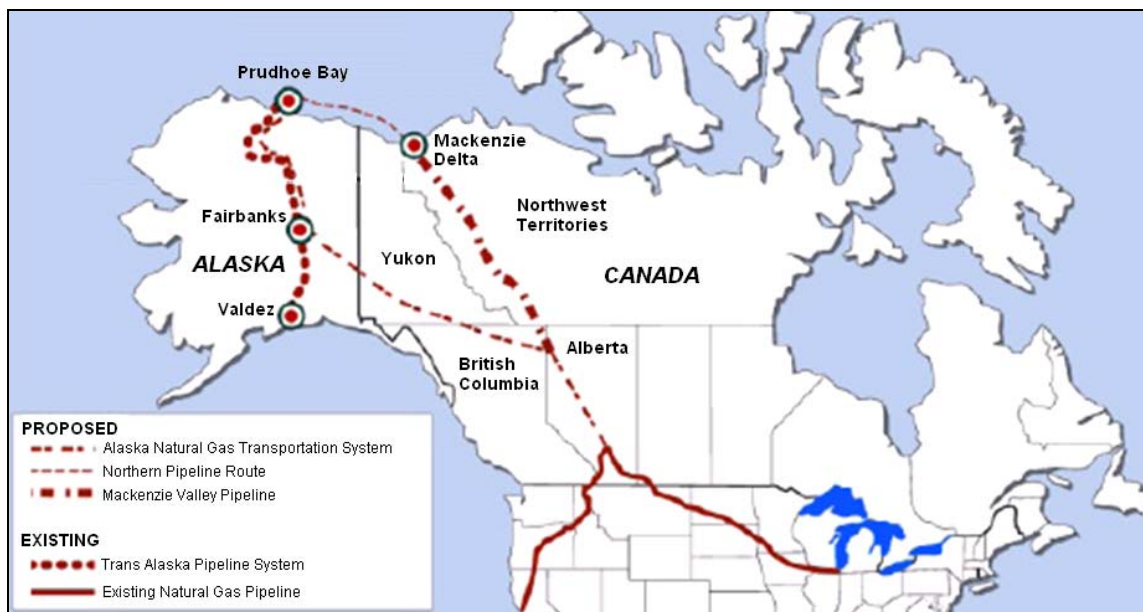 Prudhoe Bay
Mackenzie
Delta
Northwest
Territories
Fairbanks
Yukon
ALASKA
CANADA
Valdez
Alberta
British
Columbia
PROPOSED
Alaska Natural Gas Transportation System
Northern Pipeline Route
Mackenzie Valley Pipeline
EXISTING
Trans Alaska Pipeline System
Existing Natural Gas Pipeline